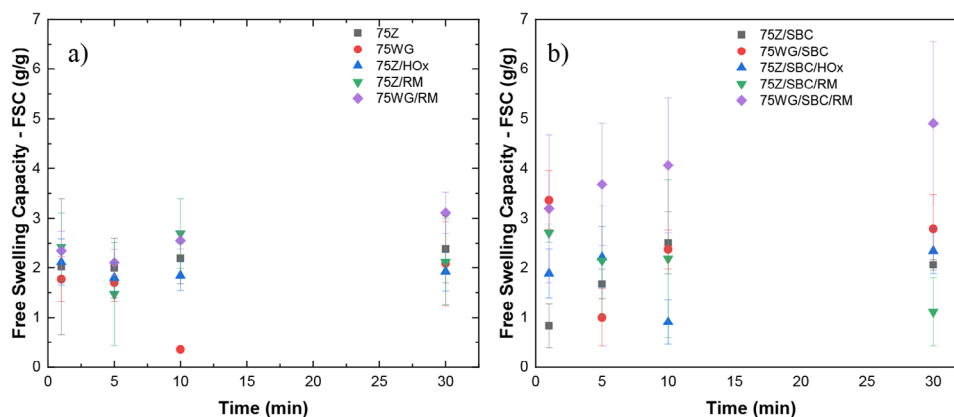 a)
75Z
75WG
75Z/HOx
75Z/RM
75WG/RM
Free Swelling Capacity - FSC (g/g)
7
6
5
4
3
2
1
0
0 5 10 15 20 25 30
Time (min)
b)
75Z/SBC
75WG/SBC
75Z/SBC/HOx
75Z/SBC/RM
75WG/SBC/RM
Free Swelling Capacity - FSC (g/g)
7
6
5
4
3
2
1
0
0 5 10 15 20 25 30
Time (min)